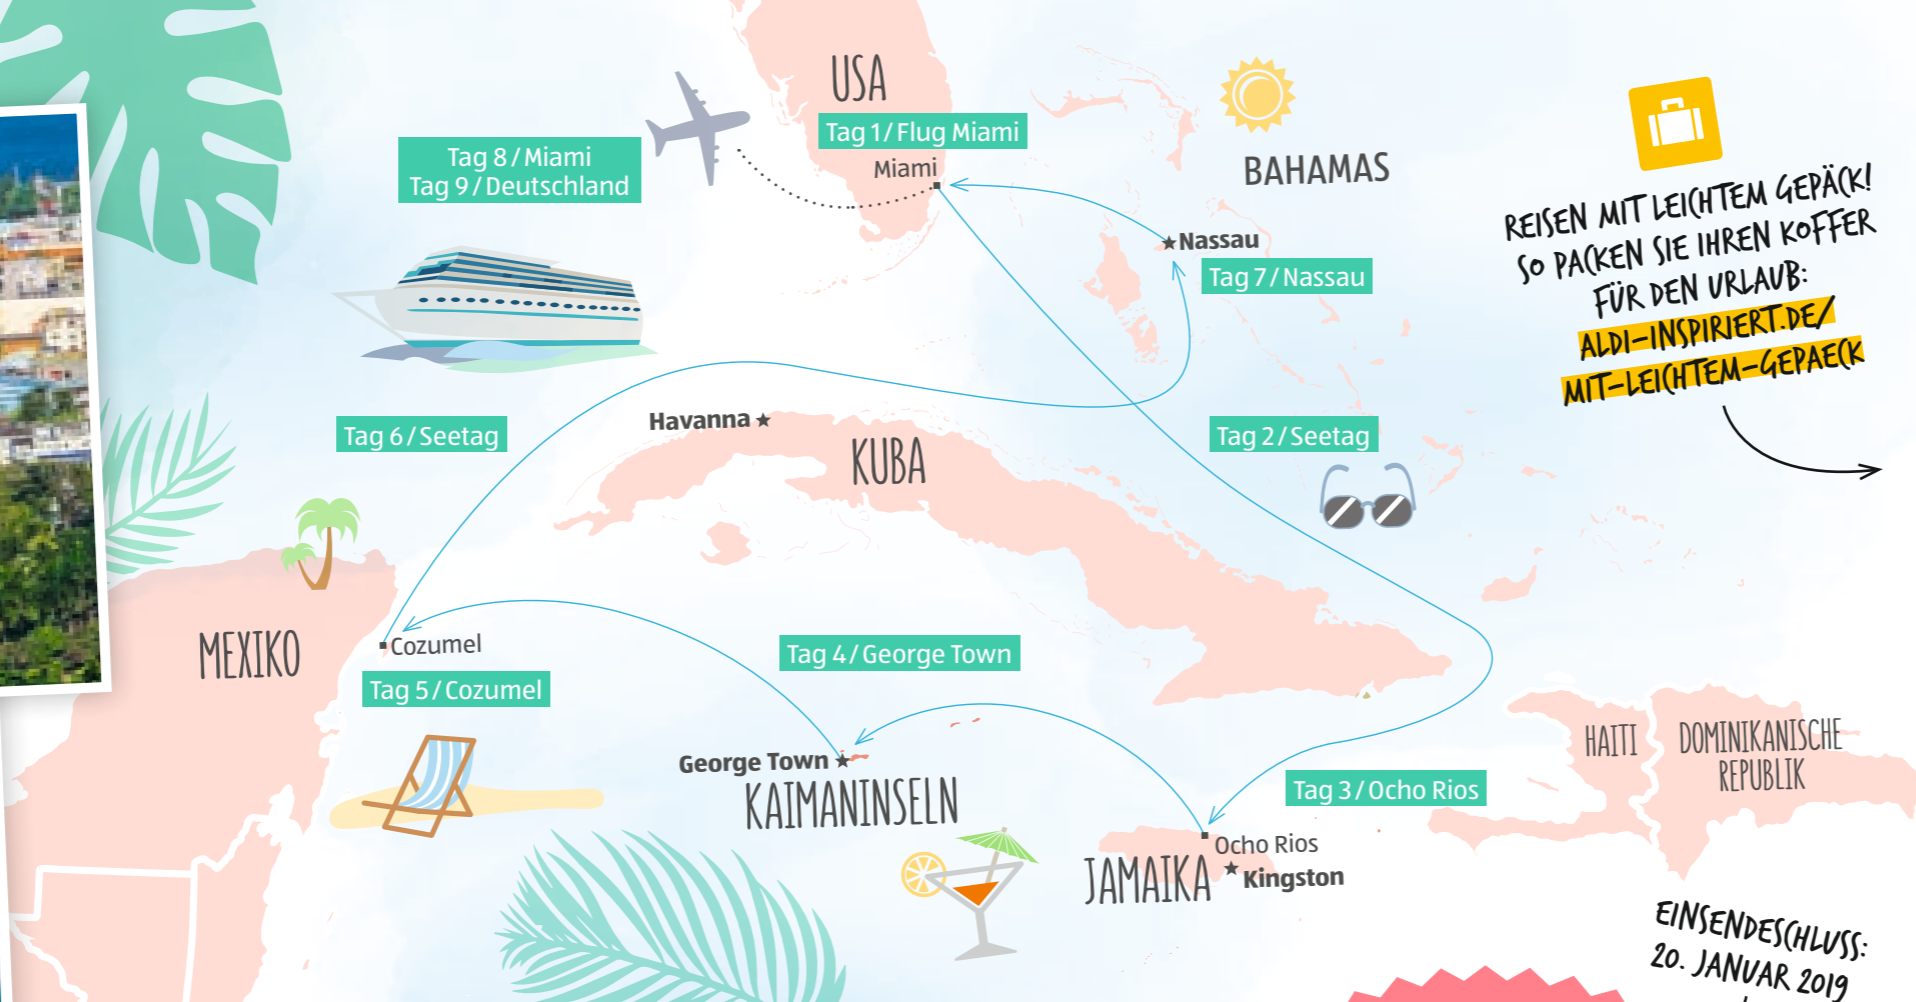 USA
Tag 1/Flug Miami
Miami
Tag 8/Miami
Tag 9/Deutschland
BAHAMAS
Nassau
Tag 7/Nassau
REISEN MIT LEICHTEM GEPÄCK!
SO PACKEN SIE IHREN KOFFER
FÜR DEN URLAUB:
ALDI-INSPIRIERT.DE/
MIT-LEICHTEM-GEPAECK
Tag 6/Seetag
Havanna
KUBA
Tag 2/Seetag
MEXIKO
Cozumel
Tag 5/Cozumel
Tag 4/George Town
George Town
KAIMANINSELN
Tag 3/Ocho Rios
Ocho Rios
JAMAIKA
Kingston
HAITI
DOMINIKANISCHE
REPUBLIK
EINSENDESCHLUSS:
20. JANUAR 2019